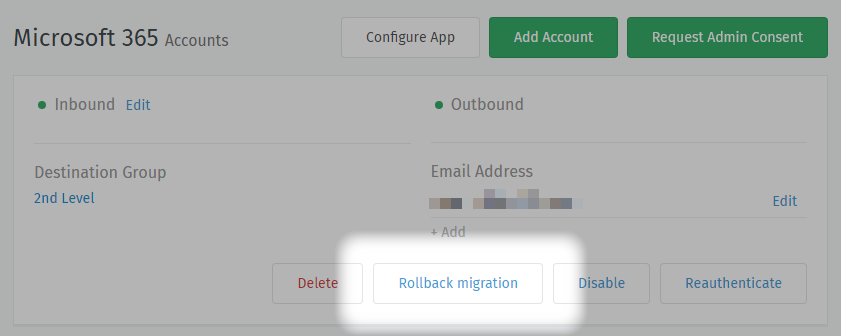 Microsoft 365 Accounts Configure App Add Account Request Admin Consent
Inbound Edit Outbound
Destination Group Email Address
2nd Level Edit
+ Add
Delete Rollback migration Disable Reauthenticate